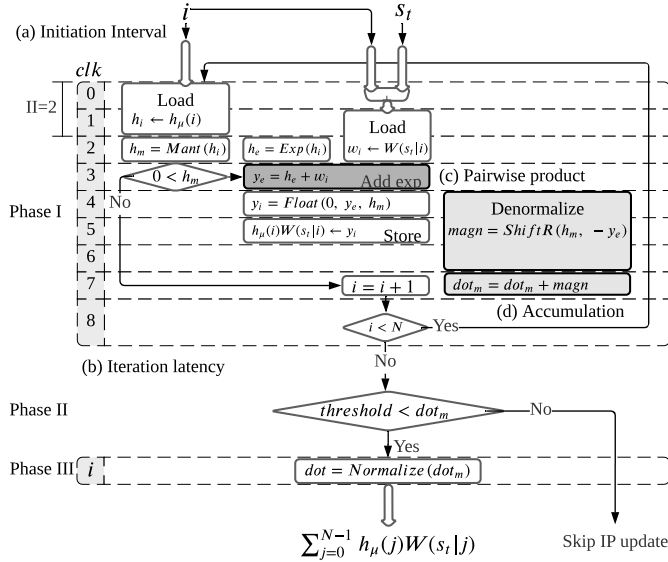 i s_t
(a) Initiation Interval
clk
0
Load
h_i ← h_μ(i)
II=2
1
Load
w_i ← W(s_t|i)
2
h_m = Mant(h_i)
h_e = Exp(h_i)
3
0 < h_m
y_e = h_e + w_i
Add exp
(c) Pairwise product
No
Phase I
4
y_i = Float(0, y_e, h_m)
Denormalize
magn = ShiftR(h_m, − y_e)
5
h_μ(i)W(s_t|i) ← y_i
Store
6
7
i = i + 1
dot_m = dot_m + magn
(d) Accumulation
8
i < N
Yes
(b) Iteration latency
No
Phase II
threshold < dot_m
No
Yes
Phase III
i
dot = Normalize(dot_m)
∑_{j=0}^{N−1} h_μ(j)W(s_t|j)
Skip IP update